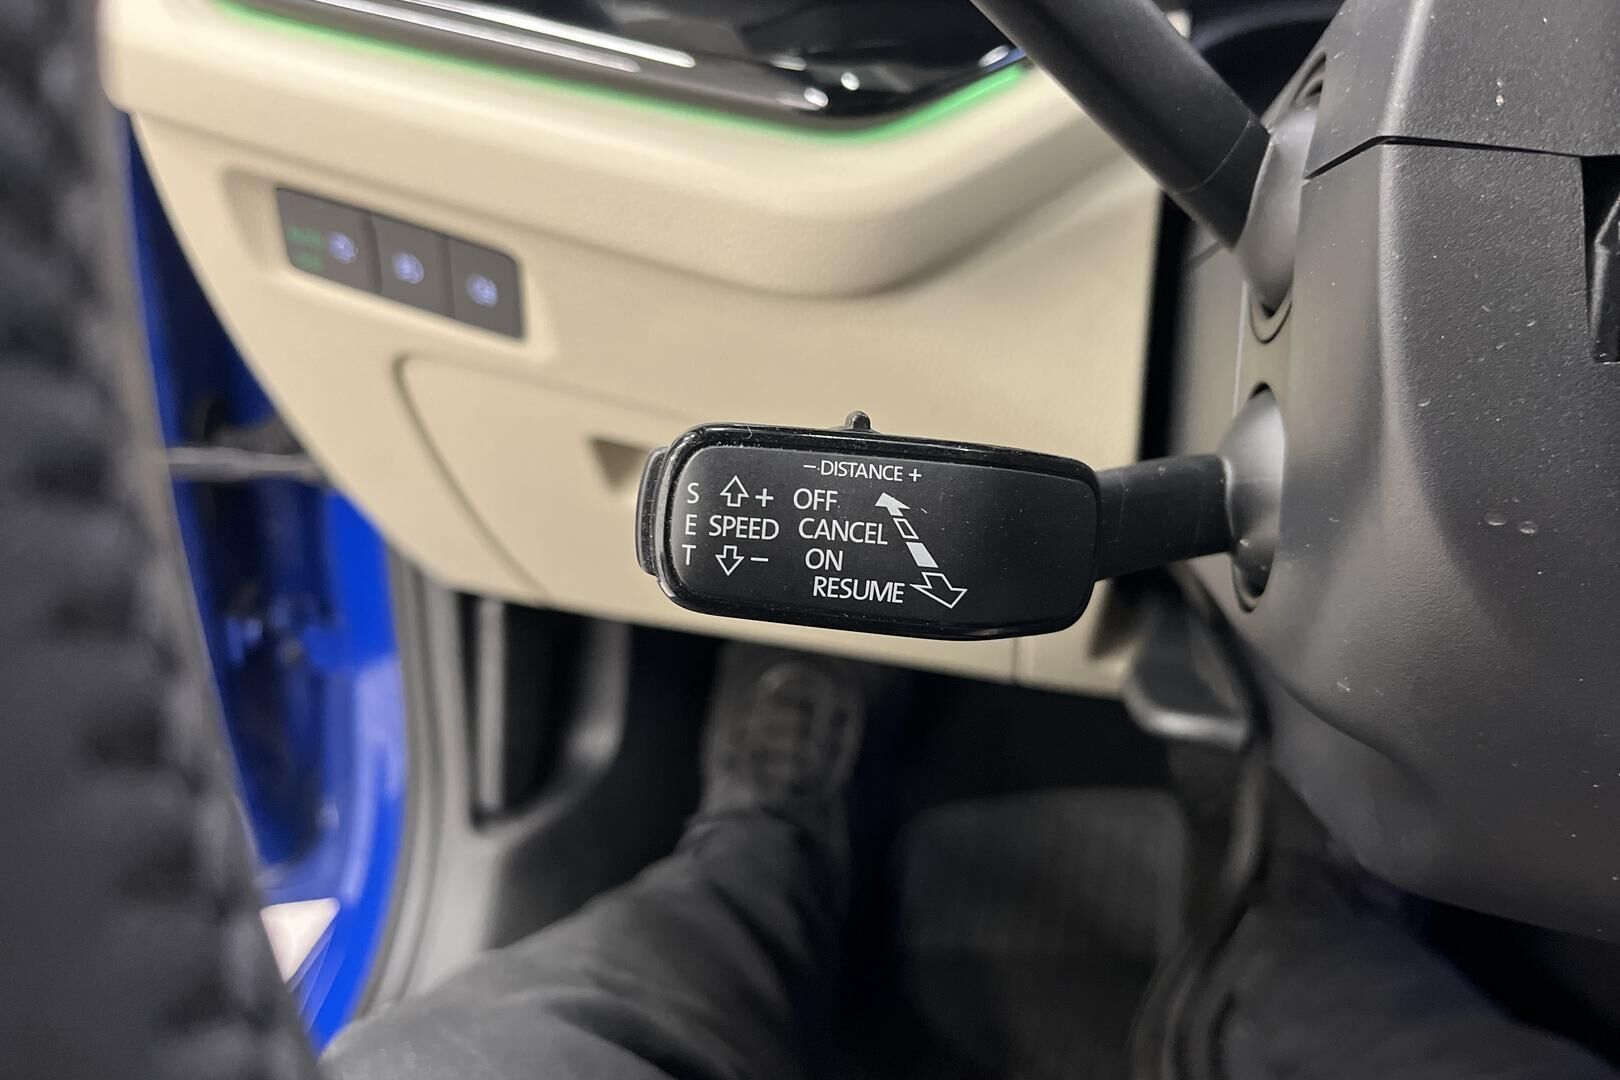 – DISTANCE +
S + OFF
E SPEED CANCEL
T – ON
RESUME